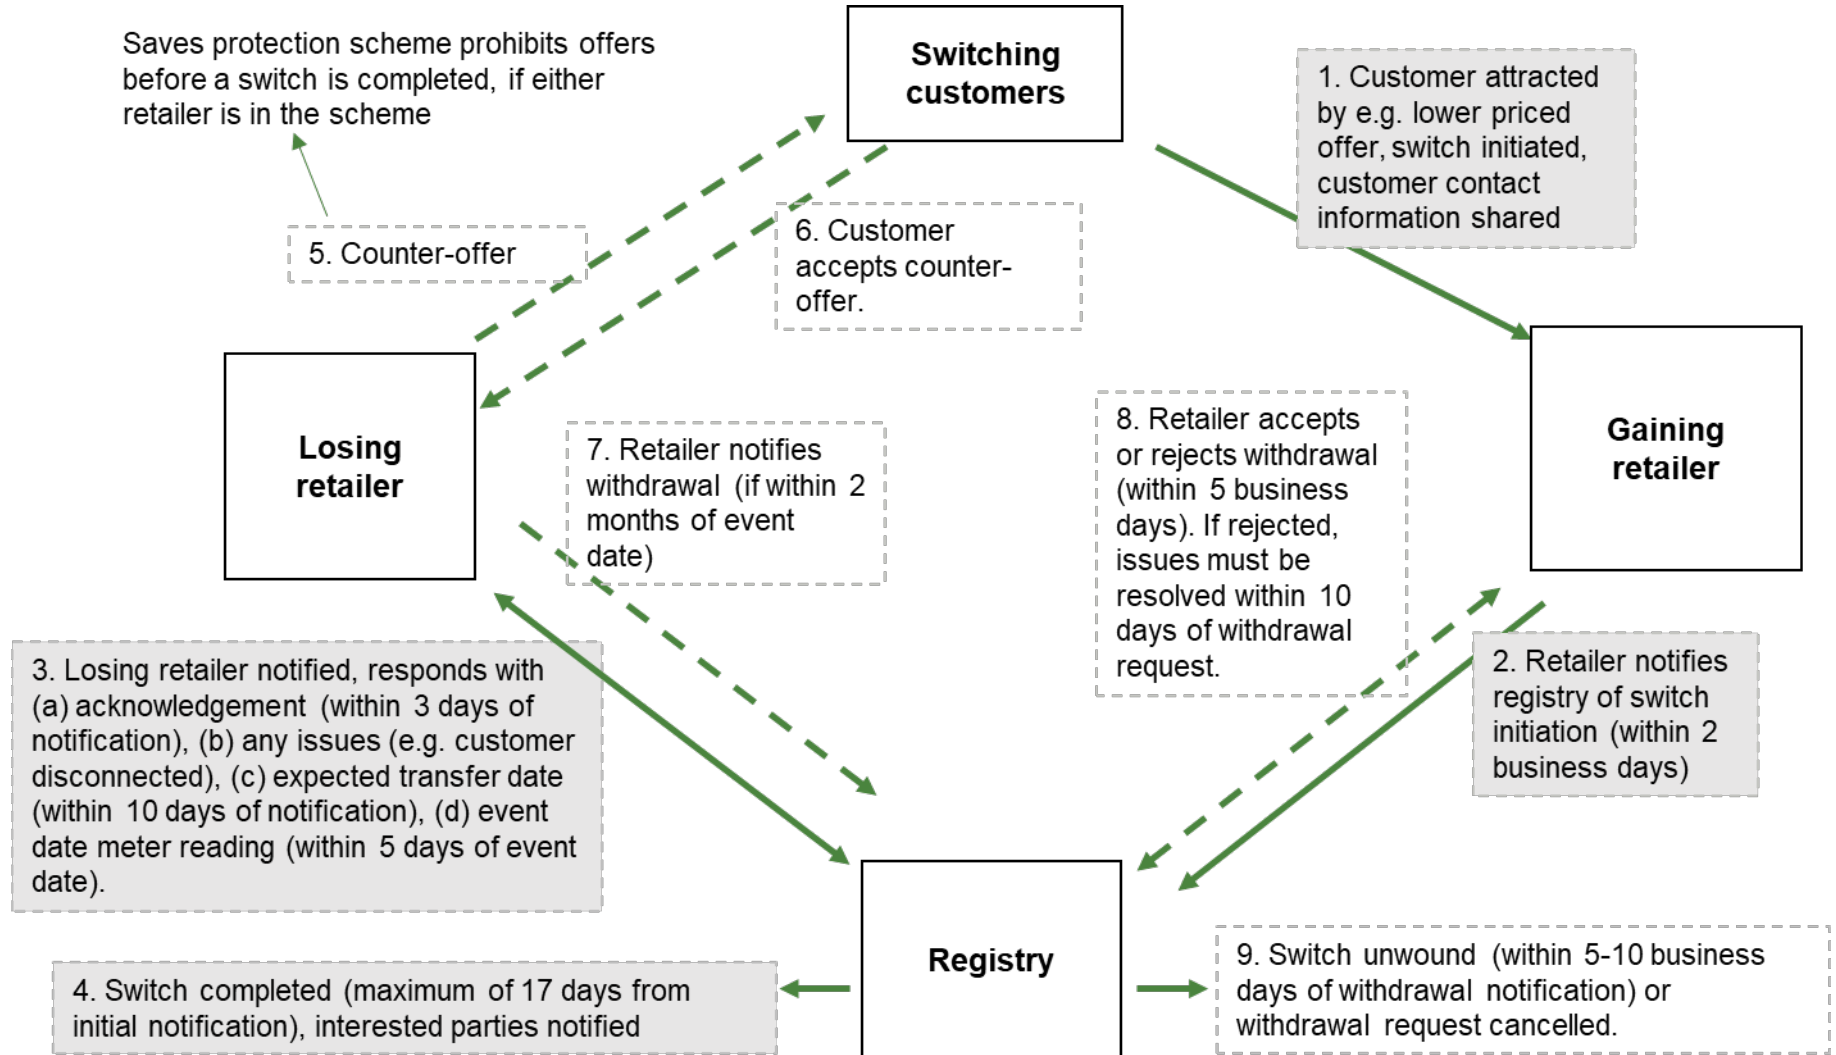 Saves protection scheme prohibits offers
before a switch is completed, if either
retailer is in the scheme
Switching
customers
1. Customer attracted
by e.g. lower priced
offer, switch initiated,
customer contact
information shared
5. Counter-offer
6. Customer
accepts counter-
offer.
Losing
retailer
7. Retailer notifies
withdrawal (if within 2
months of event
date)
8. Retailer accepts
or rejects withdrawal
(within 5 business
days). If rejected,
issues must be
resolved within 10
days of withdrawal
request.
Gaining
retailer
3. Losing retailer notified, responds with
(a) acknowledgement (within 3 days of
notification), (b) any issues (e.g. customer
disconnected), (c) expected transfer date
(within 10 days of notification), (d) event
date meter reading (within 5 days of event
date).
2. Retailer notifies
registry of switch
initiation (within 2
business days)
Registry
4. Switch completed (maximum of 17 days from
initial notification), interested parties notified
9. Switch unwound (within 5-10 business
days of withdrawal notification) or
withdrawal request cancelled.